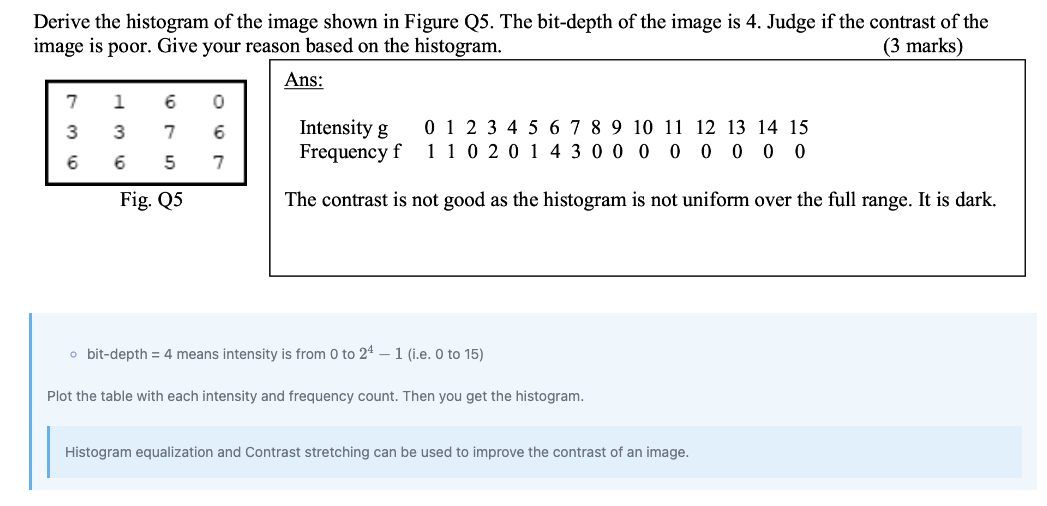 Derive the histogram of the image shown in Figure Q5. The bit-depth of the image is 4. Judge if the contrast of the
image is poor. Give your reason based on the histogram. (3 marks)
7 1 6 0
3 3 7 6
6 6 5 7
Fig. Q5
Ans:
Intensity g 0 1 2 3 4 5 6 7 8 9 10 11 12 13 14 15
Frequency f 1 1 0 2 0 1 4 3 0 0 0 0 0 0 0 0
The contrast is not good as the histogram is not uniform over the full range. It is dark.
bit-depth = 4 means intensity is from 0 to 2⁴ − 1 (i.e. 0 to 15)
Plot the table with each intensity and frequency count. Then you get the histogram.
Histogram equalization and Contrast stretching can be used to improve the contrast of an image.